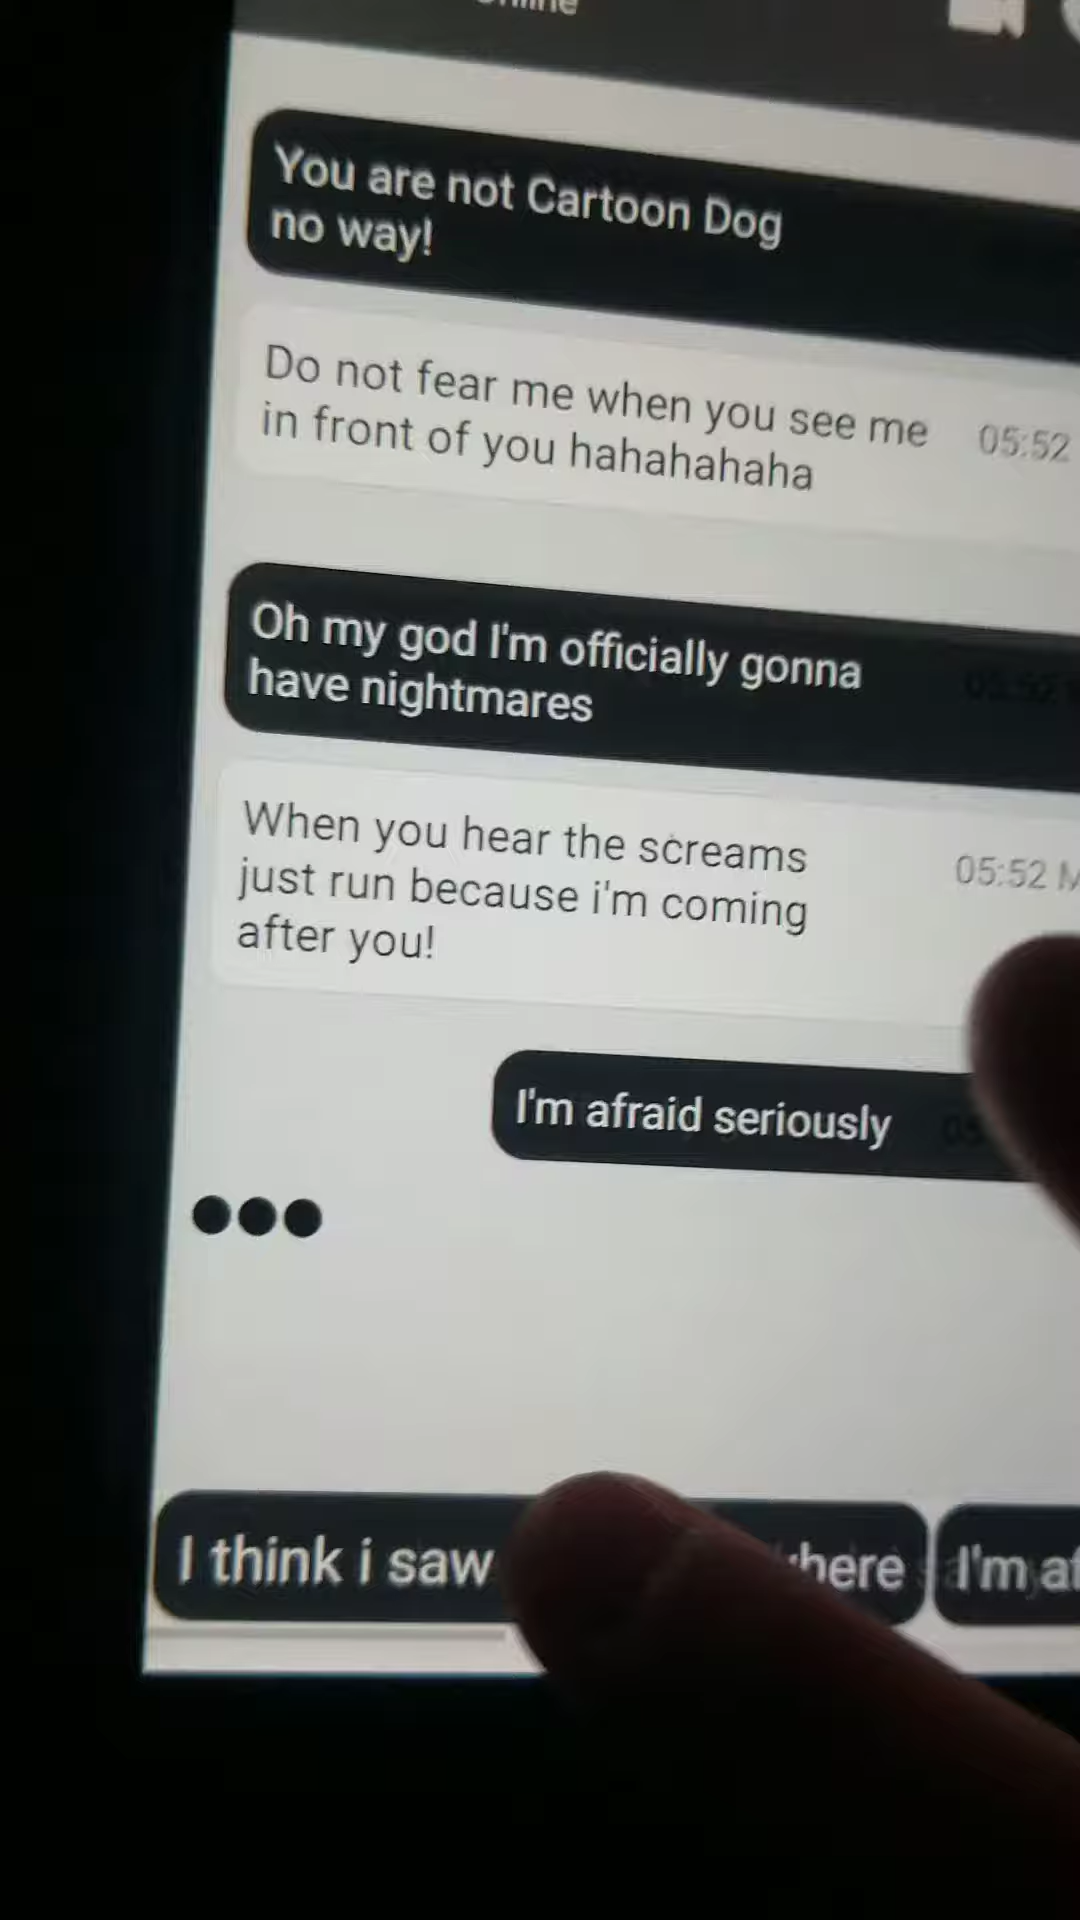 You are not Cartoon Dog
no way!
Do not fear me when you see me
in front of you hahahahaha
05:52
Oh my god I'm officially gonna
have nightmares
05:52
When you hear the screams
just run because i'm coming
after you!
05:52
I'm afraid seriously
I think i saw
I'm